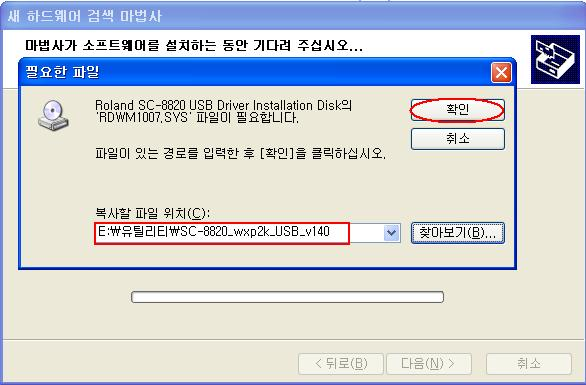 새 하드웨어 검색 마법사
마법사가 소프트웨어를 설치하는 동안 기다려 주십시오...
필요한 파일
Roland SC-8820 USB Driver Installation Disk의
'RDWM1007.SYS' 파일이 필요합니다.
확인
취소
파일이 있는 경로를 입력한 후 [확인]을 클릭하십시오.
복사할 파일 위치(C):
E:\유틸리티\SC-8820_wxp2k_USB_v140
찾아보기(B)...
< 뒤로(B)
다음(N) >
취소